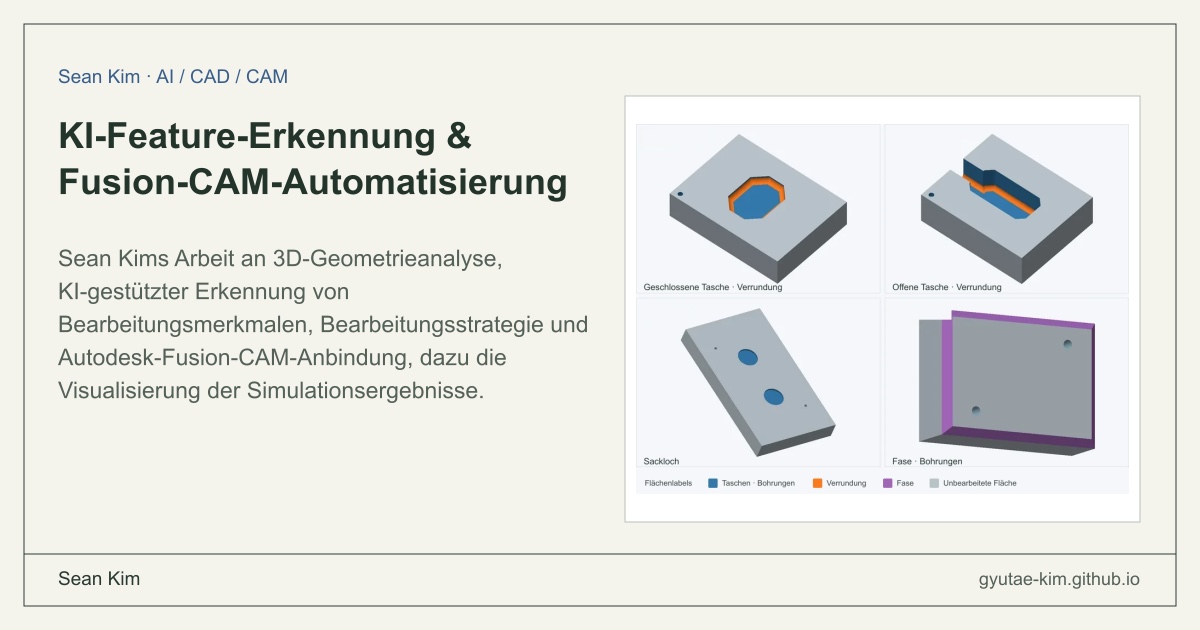 Sean Kim · AI / CAD / CAM
KI-Feature-Erkennung &
Fusion-CAM-Automatisierung
Sean Kims Arbeit an 3D-Geometrieanalyse,
KI-gestützter Erkennung von
Bearbeitungsmerkmalen, Bearbeitungsstrategie und
Autodesk-Fusion-CAM-Anbindung, dazu die
Visualisierung der Simulationsergebnisse.
Geschlossene Tasche · Verrundung
Offene Tasche · Verrundung
Sackloch
Fase · Bohrungen
Flächenlabels
Taschen · Bohrungen
Verrundung
Fase
Unbearbeitete Fläche
Sean Kim
gyutae-kim.github.io